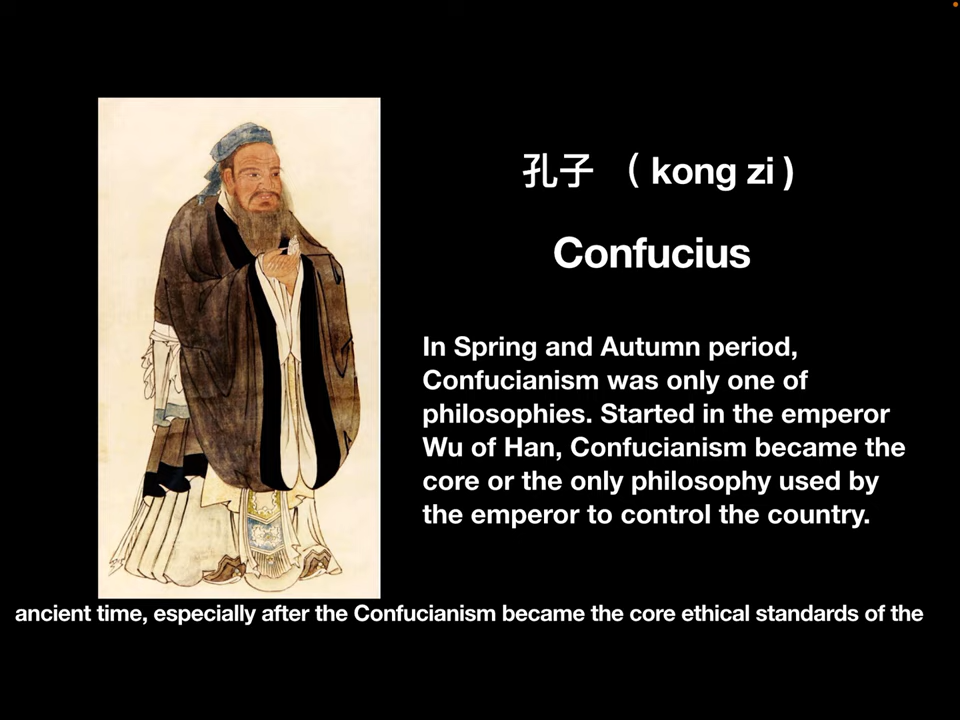 孔子 （kong zi）
Confucius
In Spring and Autumn period,
Confucianism was only one of
philosophies. Started in the emperor
Wu of Han, Confucianism became the
core or the only philosophy used by
the emperor to control the country.
ancient time, especially after the Confucianism became the core ethical standards of the